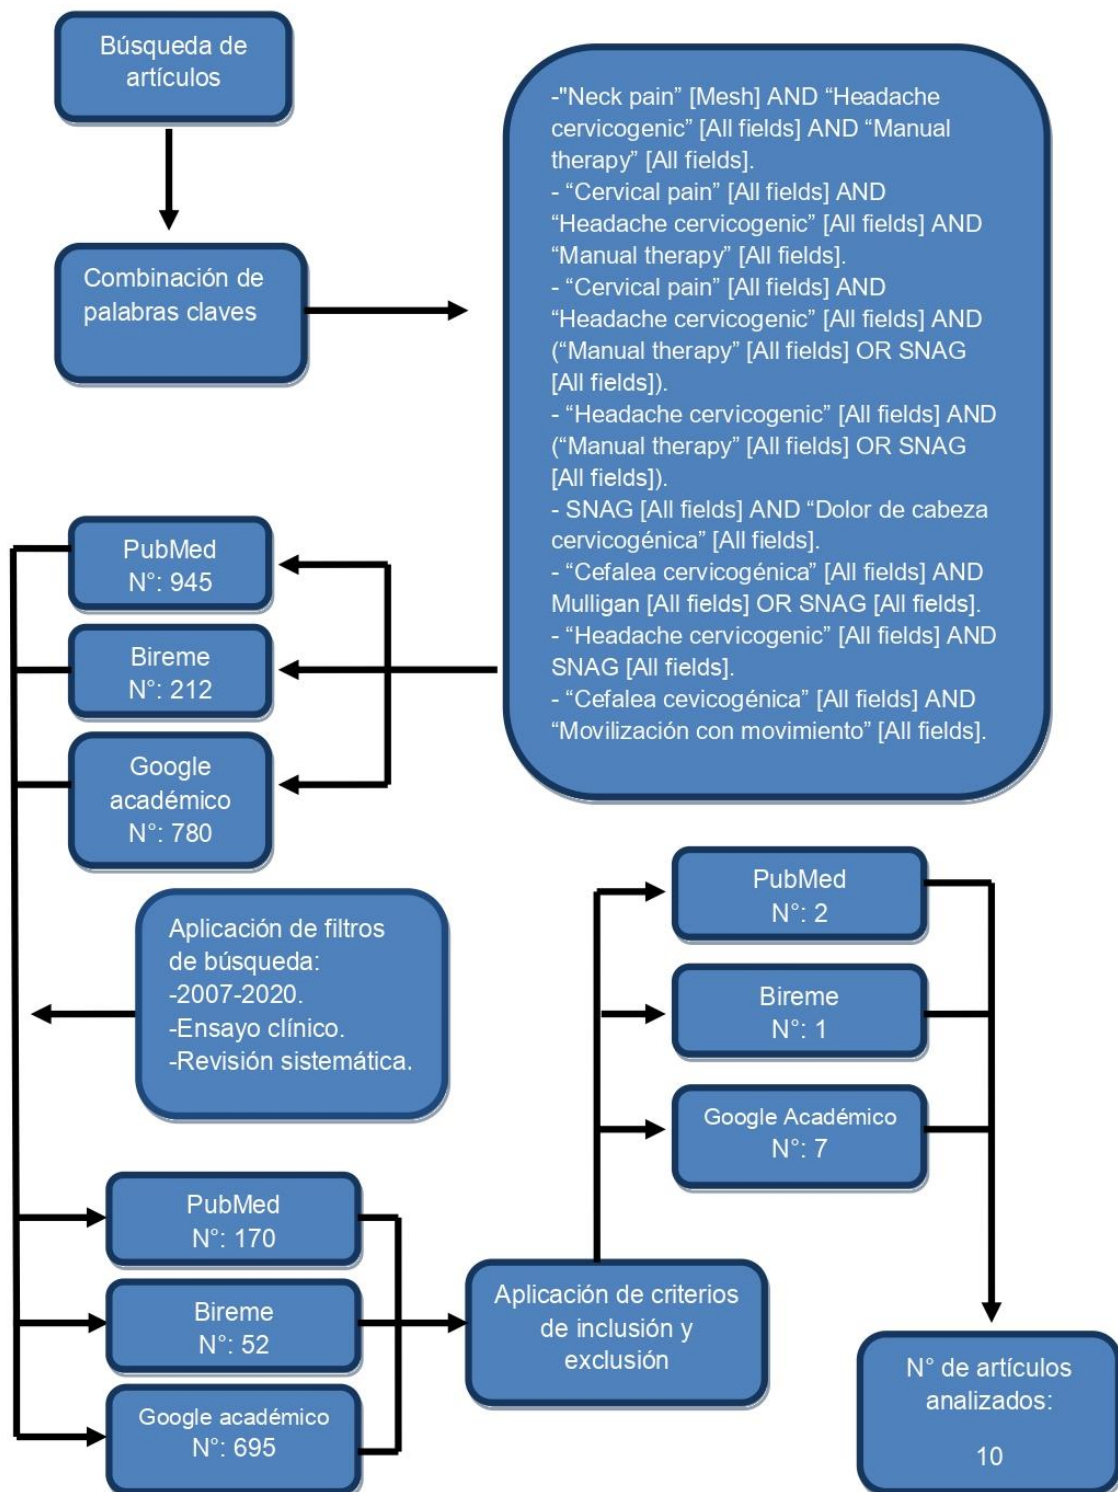 Búsqueda de
artículos
Combinación de
palabras claves
-"Neck pain” [Mesh] AND “Headache
cervicogenic” [All fields] AND “Manual
therapy” [All fields].
- “Cervical pain” [All fields] AND
“Headache cervicogenic” [All fields] AND
“Manual therapy” [All fields].
- “Cervical pain” [All fields] AND
“Headache cervicogenic” [All fields] AND
(“Manual therapy” [All fields] OR SNAG
[All fields]).
- “Headache cervicogenic” [All fields] AND
(“Manual therapy” [All fields] OR SNAG
[All fields]).
- SNAG [All fields] AND “Dolor de cabeza
cervicogénica” [All fields].
- “Cefalea cervicogénica” [All fields] AND
Mulligan [All fields] OR SNAG [All fields].
- “Headache cervicogenic” [All fields] AND
SNAG [All fields].
- “Cefalea cevicogénica” [All fields] AND
“Movilización con movimiento” [All fields].
PubMed
N°: 945
Bireme
N°: 212
Google
académico
N°: 780
Aplicación de filtros
de búsqueda:
-2007-2020.
-Ensayo clínico.
-Revisión sistemática.
PubMed
N°: 170
Bireme
N°: 52
Google académico
N°: 695
Aplicación de criterios
de inclusión y
exclusión
PubMed
N°: 2
Bireme
N°: 1
Google Académico
N°: 7
N° de artículos
analizados:
10